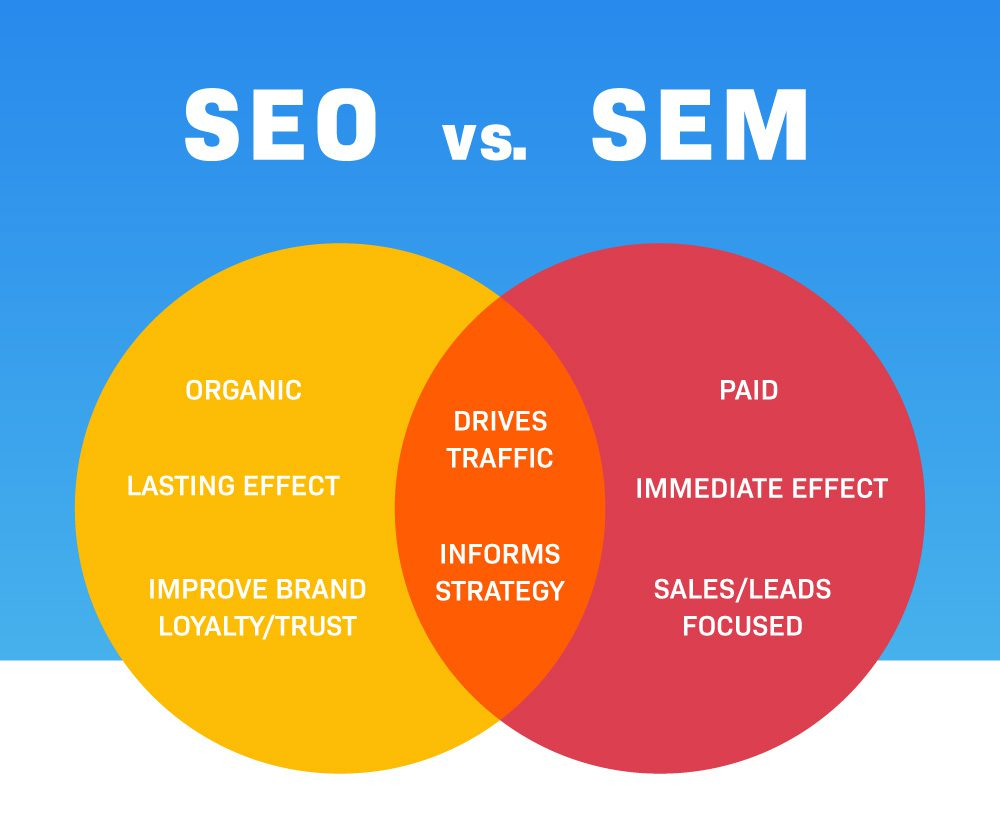 SEO vs. SEM
ORGANIC
LASTING EFFECT
IMPROVE BRAND
LOYALTY/TRUST
DRIVES
TRAFFIC
INFORMS
STRATEGY
PAID
IMMEDIATE EFFECT
SALES/LEADS
FOCUSED